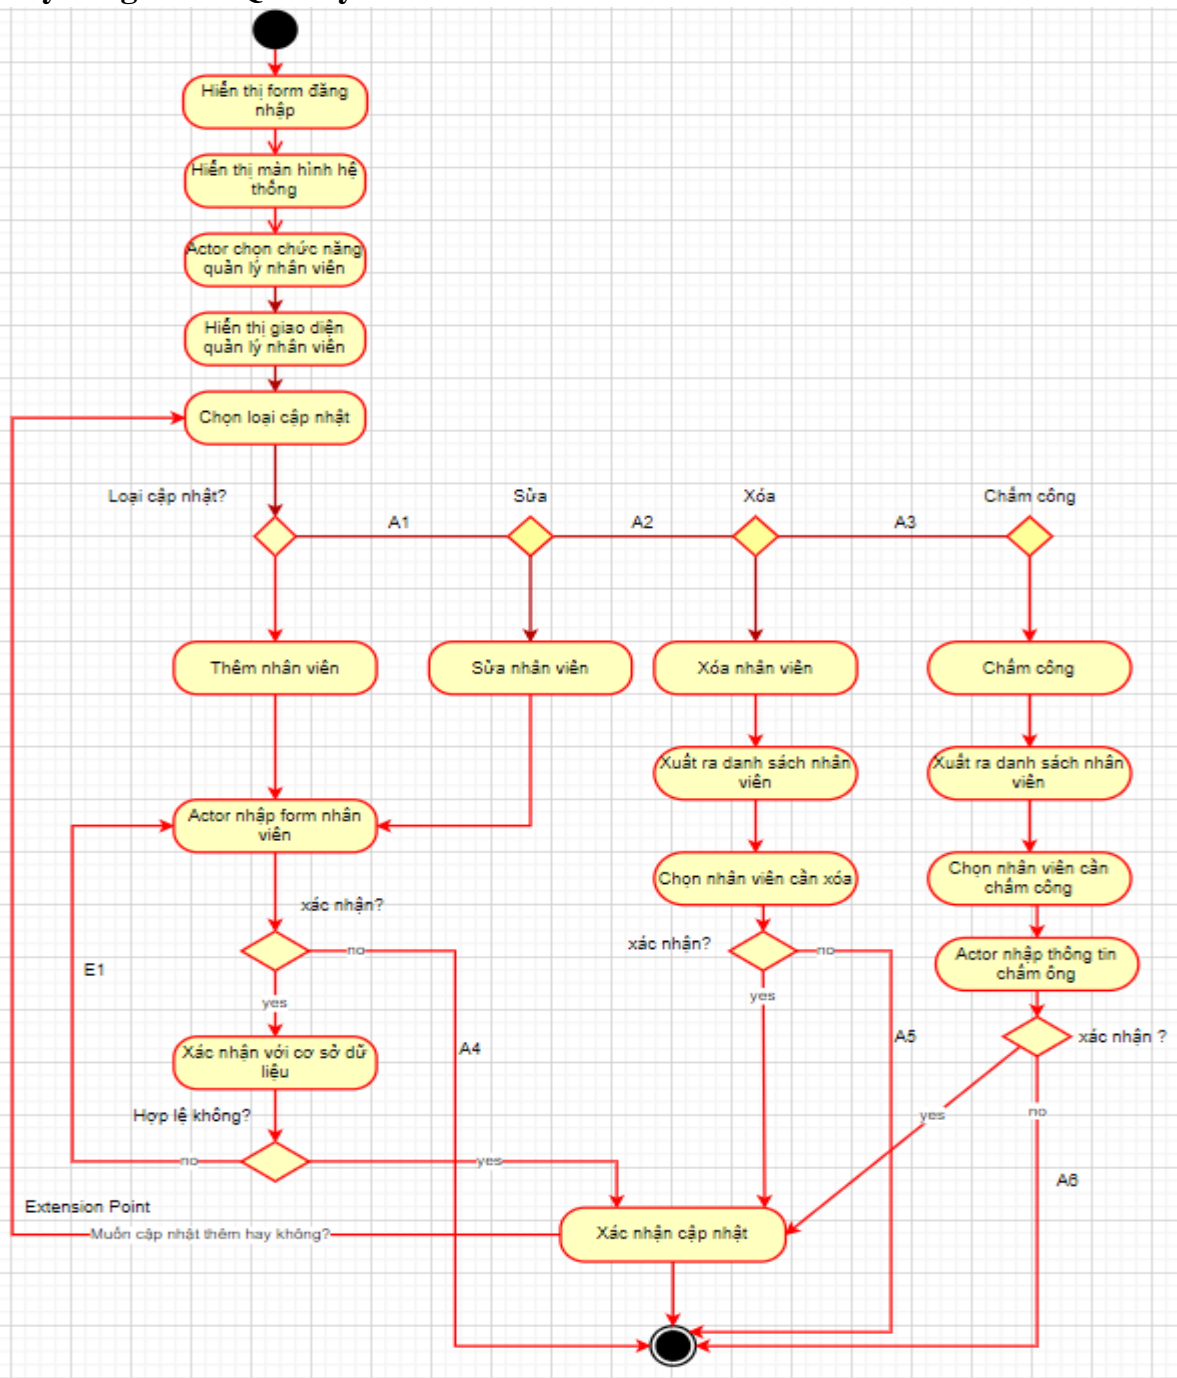 Hiển thị form đăng
nhập
Hiển thị màn hình hệ
thống
Actor chọn chức năng
quản lý nhân viên
Hiển thị giao diện
quản lý nhân viên
Chọn loại cập nhật
Loại cập nhật?
Sửa
Xóa
Chấm công
A1
A2
A3
Thêm nhân viên
Sửa nhân viên
Xóa nhân viên
Chấm công
Xuất ra danh sách nhân
viên
Xuất ra danh sách nhân
viên
Actor nhập form nhân
viên
Chọn nhân viên cần xóa
Chọn nhân viên cần
chấm công
xác nhận?
no
xác nhận?
no
Actor nhập thông tin
chấm ông
E1
yes
yes
xác nhận ?
Xác nhận với cơ sở dữ
liệu
A4
A5
Hợp lệ không?
yes
no
no
yes
A6
Extension Point
Muốn cập nhật thêm hay không?
Xác nhận cập nhật